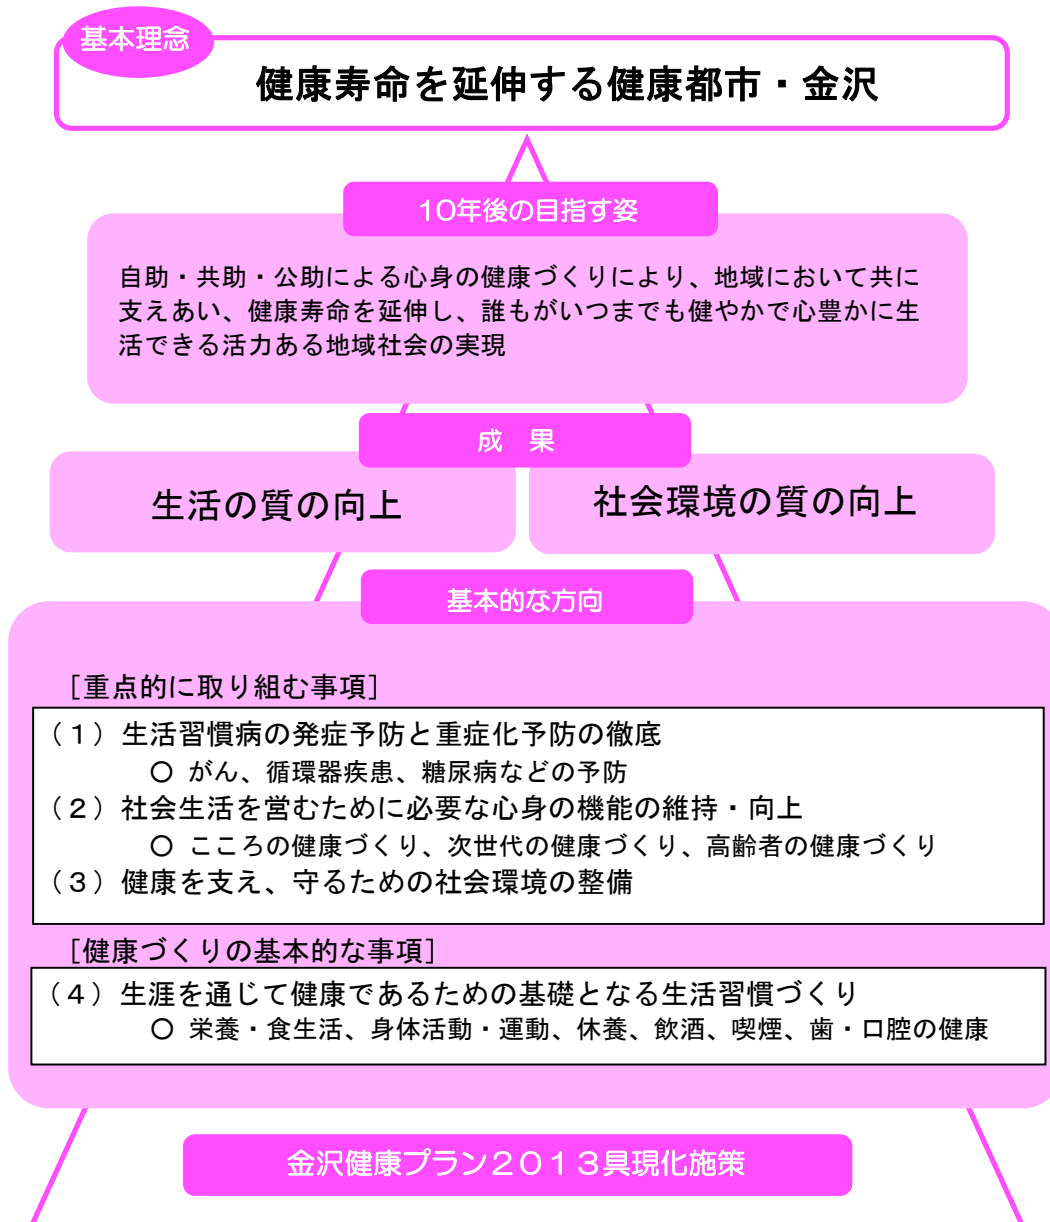 基本理念
健康寿命を延伸する健康都市・金沢
10年後の目指す姿
自助・共助・公助による心身の健康づくりにより、地域において共に
支えあい、健康寿命を延伸し、誰もがいつまでも健やかで心豊かに生
活できる活力ある地域社会の実現
成　果
生活の質の向上
社会環境の質の向上
基本的な方向
［重点的に取り組む事項］
（１）生活習慣病の発症予防と重症化予防の徹底
○ がん、循環器疾患、糖尿病などの予防
（２）社会生活を営むために必要な心身の機能の維持・向上
○ こころの健康づくり、次世代の健康づくり、高齢者の健康づくり
（３）健康を支え、守るための社会環境の整備
［健康づくりの基本的な事項］
（４）生涯を通じて健康であるための基礎となる生活習慣づくり
○ 栄養・食生活、身体活動・運動、休養、飲酒、喫煙、歯・口腔の健康
金沢健康プラン２０１３具現化施策